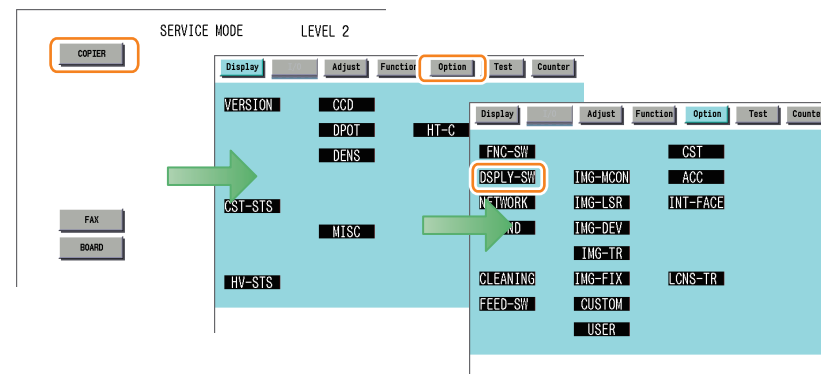 SERVICE MODE LEVEL 2
COPIER
FAX
BOARD
Display I/O Adjust Function Option Test Counter
VERSION CCD
DPOT HT-C
DENS
CST-STS
MISC
HV-STS
Display Adjust Function Option Test Counte
FNC-SW CST
DSPLY-SW IMG-MCON ACC
NETWORK IMG-LSR INT-FACE
ND IMG-DEV
IMG-TR
CLEANING IMG-FIX LCNS-TR
FEED-SW CUSTOM
USER